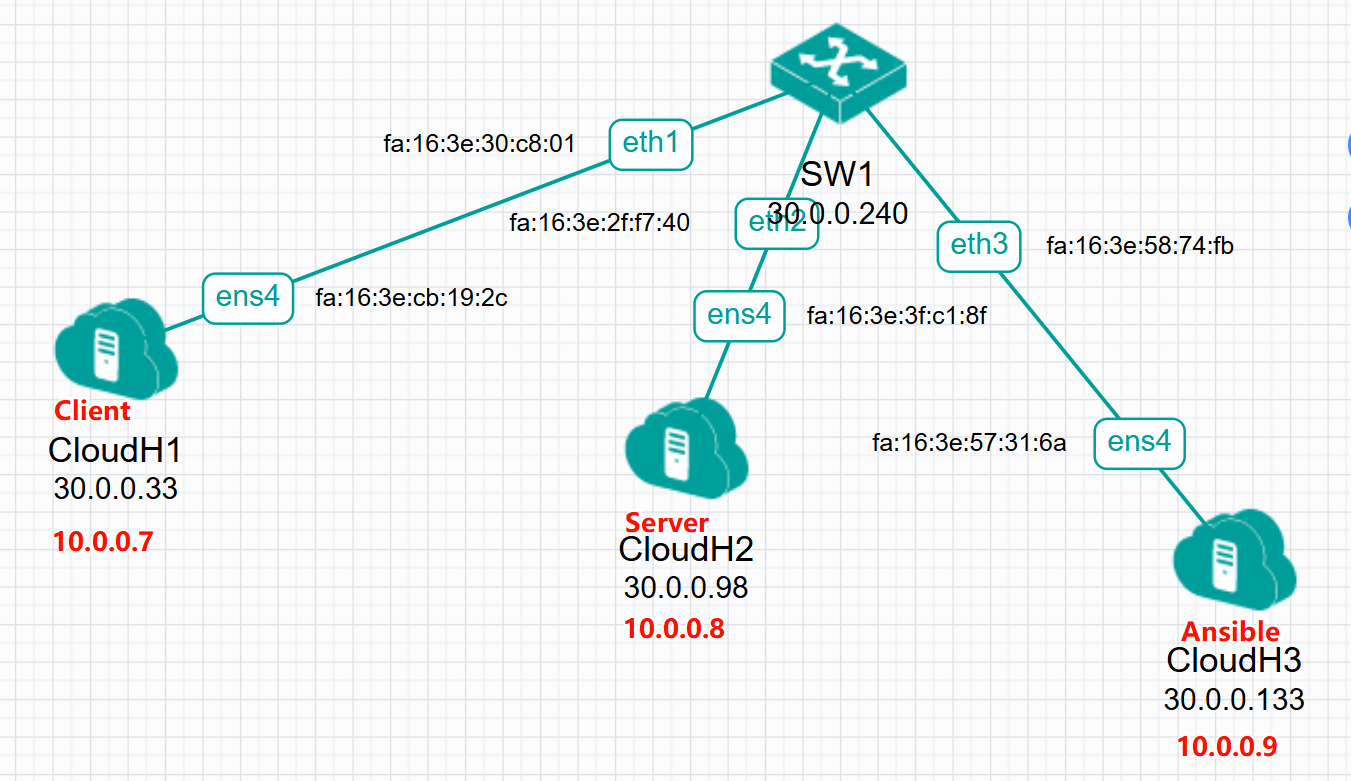 fa:16:3e:30:c8:01
eth1
SW1
30.0.0.240
fa:16:3e:2f:f7:40
eth2
eth3
fa:16:3e:58:74:fb
ens4
fa:16:3e:cb:19:2c
ens4
fa:16:3e:3f:c1:8f
Client
CloudH1
30.0.0.33
10.0.0.7
fa:16:3e:57:31:6a
ens4
Server
CloudH2
30.0.0.98
10.0.0.8
Ansible
CloudH3
30.0.0.133
10.0.0.9